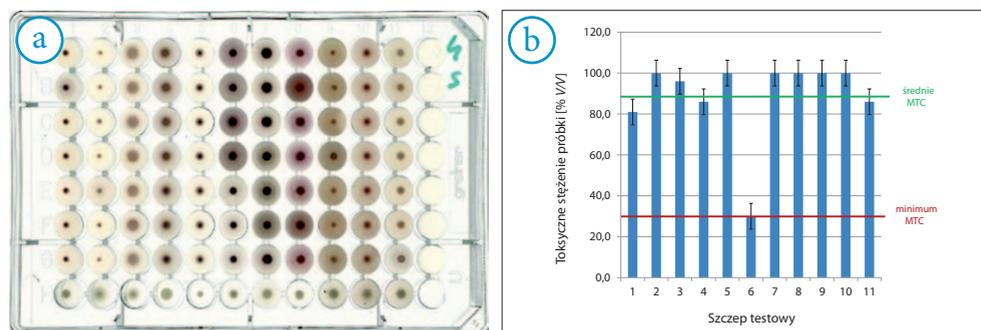 a
b
120,0
100,0
80,0
60,0
40,0
20,0
0,0
Toksyczne stężenie próbki [% V/V]
1 2 3 4 5 6 7 8 9 10 11
Szczep testowy
średnie
MTC
minimum
MTC